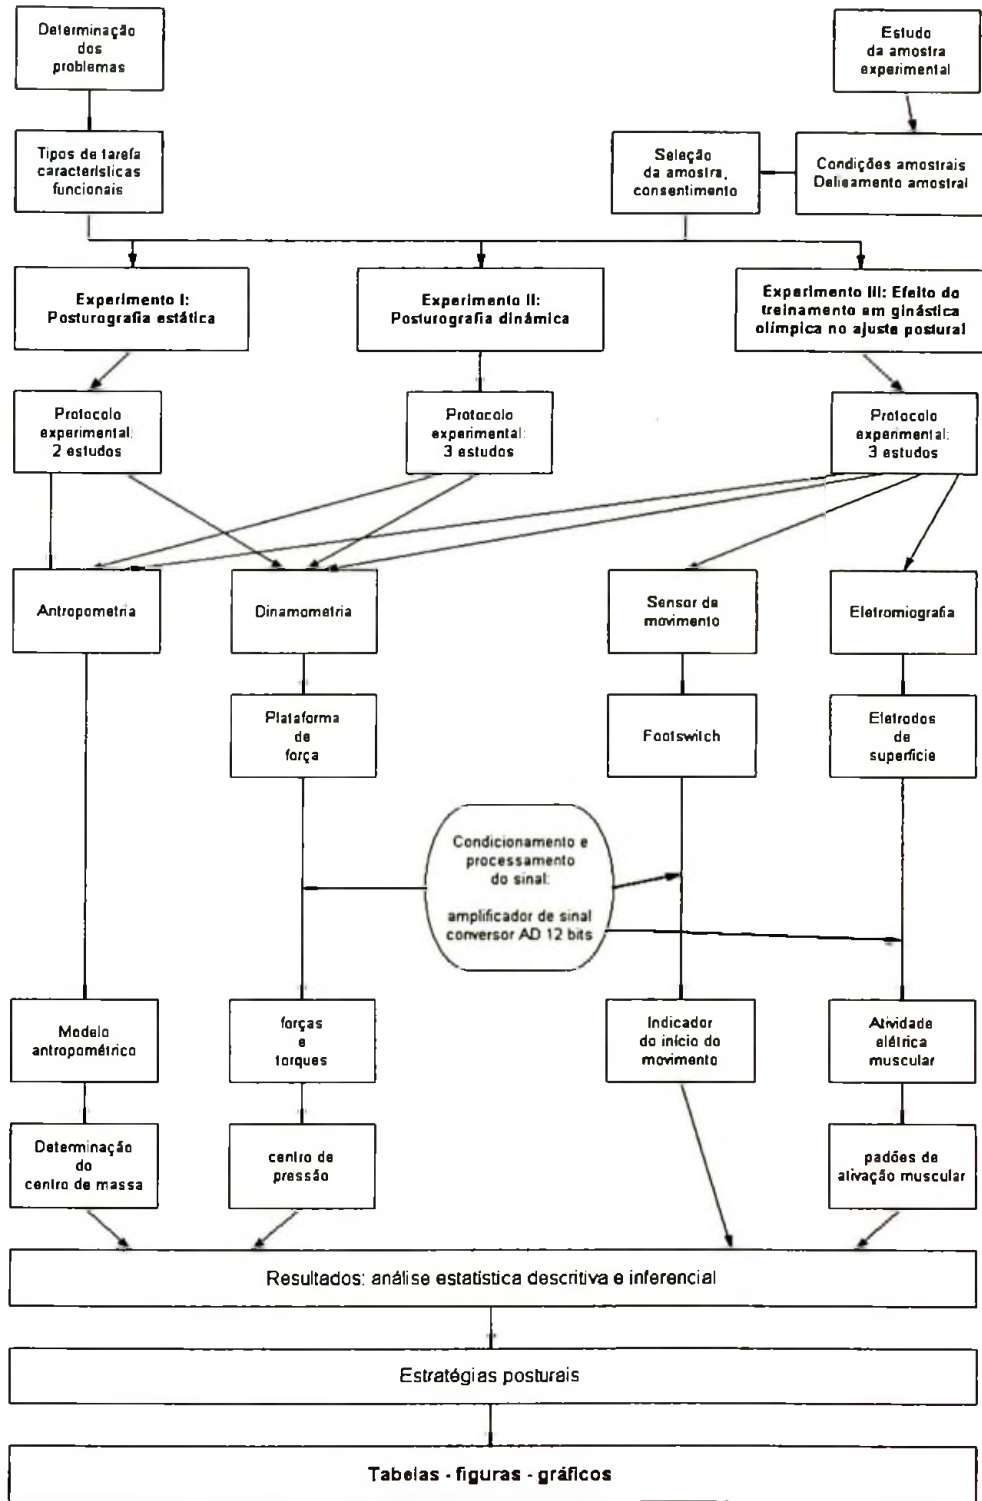 Determinação
dos
problemas
Estudo
da amostra
experimental
Tipos de tarefa
características
funcionais
Seleção
da amostra,
consentimento
Condições amostrais
Delineamento amostral
Experimento I:
Posturografia estática
Experimento II:
Posturografia dinâmica
Experimento III: Efeito do
treinamento em ginástica
olímpica no ajuste postural
Protocolo
experimental:
2 estudos
Protocolo
experimental:
3 estudos
Protocolo
experimental:
3 estudos
Antropometria
Dinamometria
Sensor de
movimento
Eletromiografia
Plataforma
de
força
Footswitch
Eletrodos
de
superfície
Condicionamento e
processamento
do sinal:
amplificador de sinal
conversor AD 12 bits
Modelo
antropométrico
forças
e
torques
Indicador
do início do
movimento
Atividade
elétrica
muscular
Determinação
do
centro de massa
centro de
pressão
padões de
ativação muscular
Resultados: análise estatística descritiva e inferencial
Estratégias posturais
Tabelas - figuras - gráficos